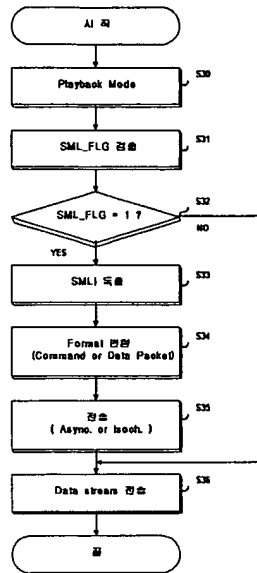 시 작
Playback Mode
S30
SML_FLG 검출
S31
SML_FLG = 1 ?
S32
NO
YES
SMLI 독출
S33
Format 변환
(Command or Data Packet)
S34
전송
( Async. or Isoch. )
S35
Data stream 전송
S36
끝